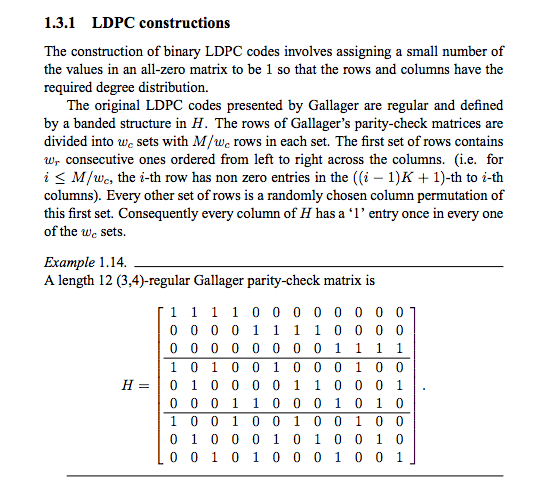 1.3.1 LDPC constructions
The construction of binary LDPC codes involves assigning a small number of
the values in an all-zero matrix to be 1 so that the rows and columns have the
required degree distribution.
The original LDPC codes presented by Gallager are regular and defined
by a banded structure in H. The rows of Gallager's parity-check matrices are
divided into w_c sets with M/w_c rows in each set. The first set of rows contains
w_r consecutive ones ordered from left to right across the columns. (i.e. for
i ≤ M/w_c, the i-th row has non zero entries in the ((i − 1)K + 1)-th to i-th
columns). Every other set of rows is a randomly chosen column permutation of
this first set. Consequently every column of H has a ‘1’ entry once in every one
of the w_c sets.
Example 1.14.
A length 12 (3,4)-regular Gallager parity-check matrix is
1 1 1 1 0 0 0 0 0 0 0 0
0 0 0 0 1 1 1 1 0 0 0 0
0 0 0 0 0 0 0 0 1 1 1 1
1 0 1 0 0 1 0 0 0 1 0 0
H = 0 1 0 0 0 0 1 1 0 0 0 1 .
0 0 0 1 1 0 0 0 1 0 1 0
1 0 0 1 0 0 1 0 0 1 0 0
0 1 0 0 0 1 0 1 0 0 1 0
0 0 1 0 1 0 0 0 1 0 0 1